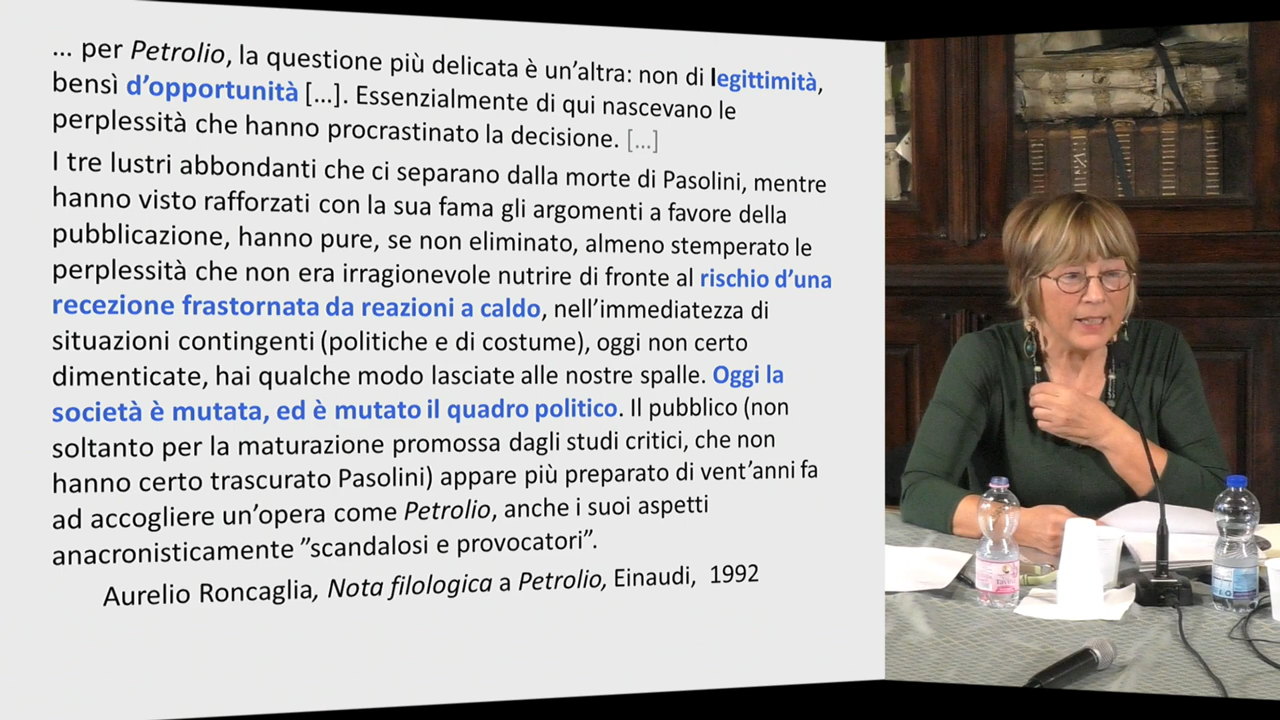 ... per Petrolio, la questione più delicata è un'altra: non di legittimità,
bensì d'opportunità [...]. Essenzialmente di qui nascevano le
perplessità che hanno procrastinato la decisione. [...]
I tre lustri abbondanti che ci separano dalla morte di Pasolini, mentre
hanno visto rafforzati con la sua fama gli argomenti a favore della
pubblicazione, hanno pure, se non eliminato, almeno stemperato le
perplessità che non era irragionevole nutrire di fronte al rischio d'una
recezione frastornata da reazioni a caldo, nell'immediatezza di
situazioni contingenti (politiche e di costume), oggi non certo
dimenticate, hai qualche modo lasciate alle nostre spalle. Oggi la
società è mutata, ed è mutato il quadro politico. Il pubblico (non
soltanto per la maturazione promossa dagli studi critici, che non
hanno certo trascurato Pasolini) appare più preparato di vent'anni fa
ad accogliere un'opera come Petrolio, anche i suoi aspetti
anacronisticamente "scandalosi e provocatori".
Aurelio Roncaglia, Nota filologica a Petrolio, Einaudi, 1992